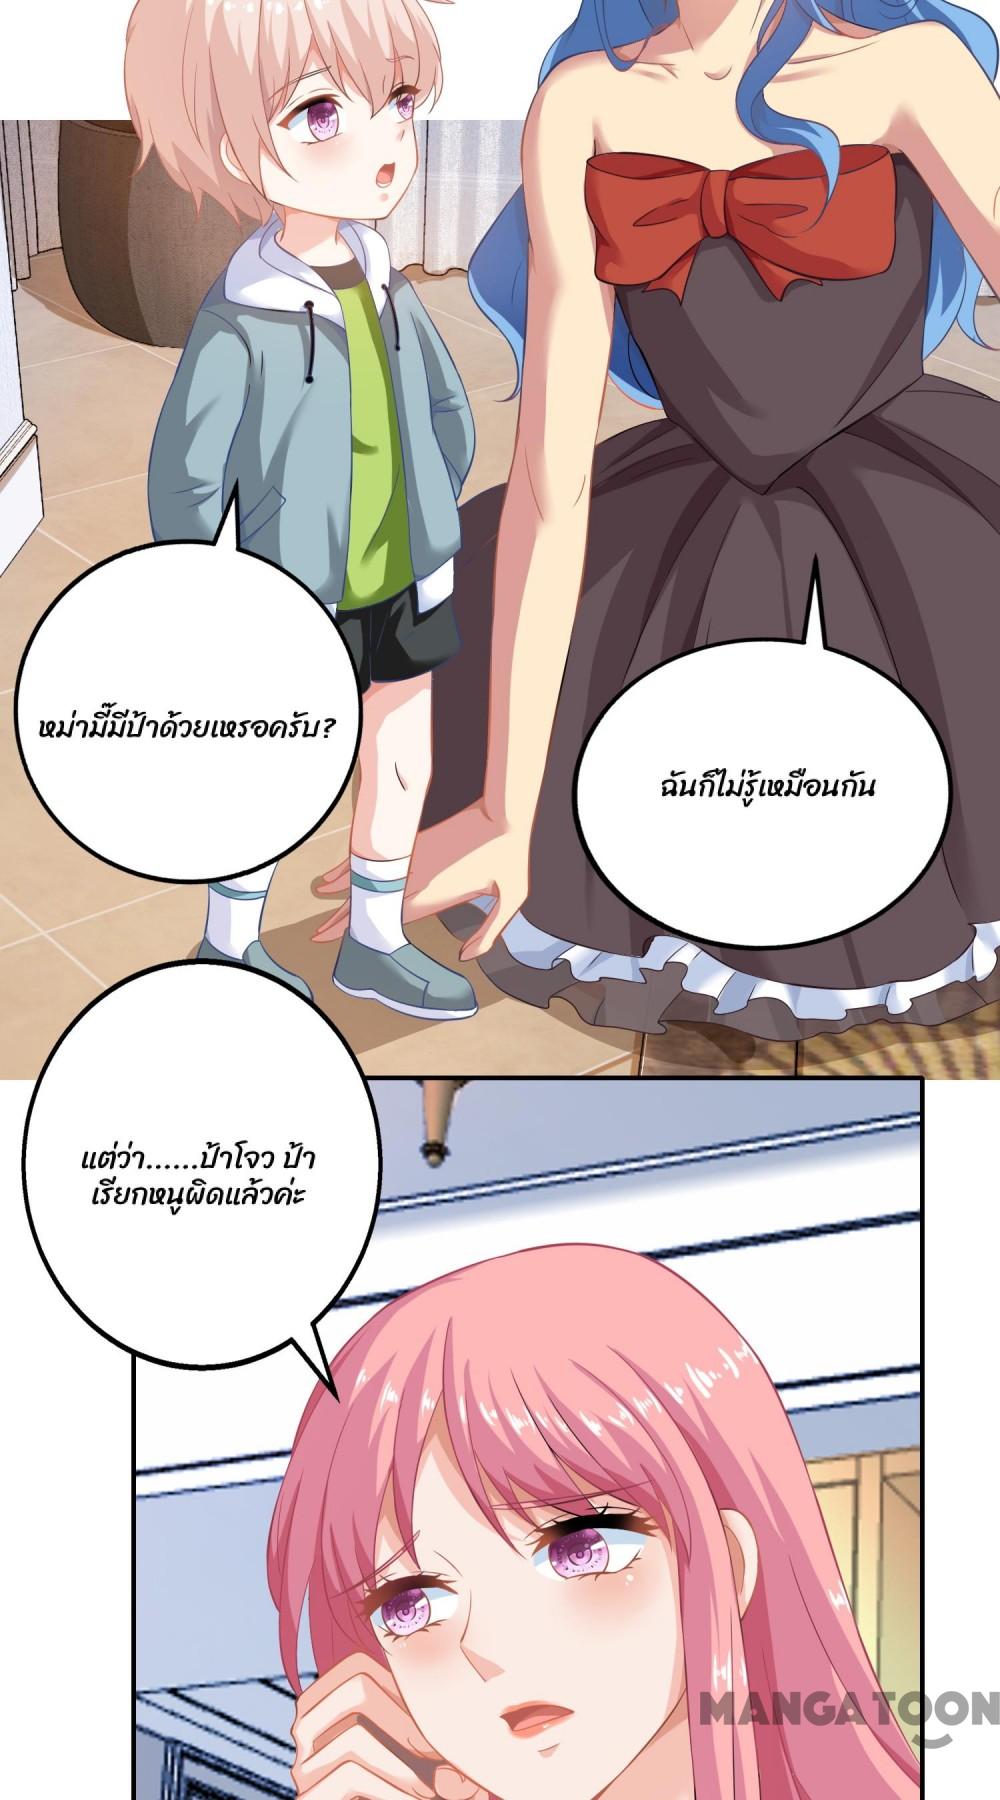 หม่ามี๊มีป้าด้วยเหรอครับ?
ฉันก็ไม่รู้เหมือนกัน
แต่ว่า......ป้าโจว ป้า
เรียกหนูผิดแล้วค่ะ
MANGATOON